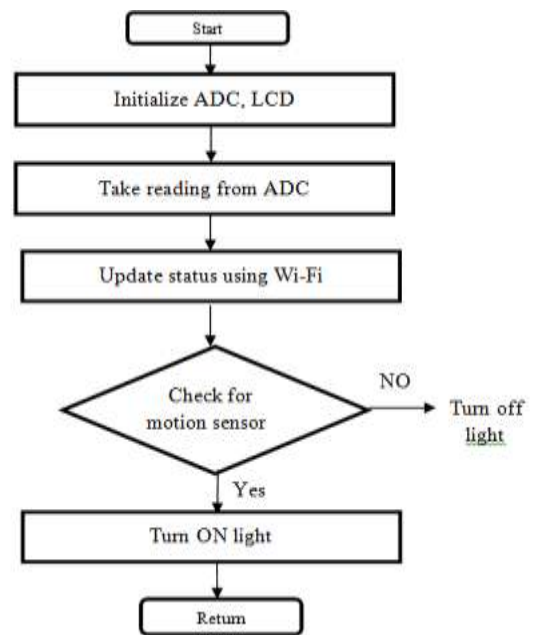 Start
Initialize ADC, LCD
Take reading from ADC
Update status using Wi-Fi
Check for
motion sensor
NO
Turn off
light
Yes
Turn ON light
Return